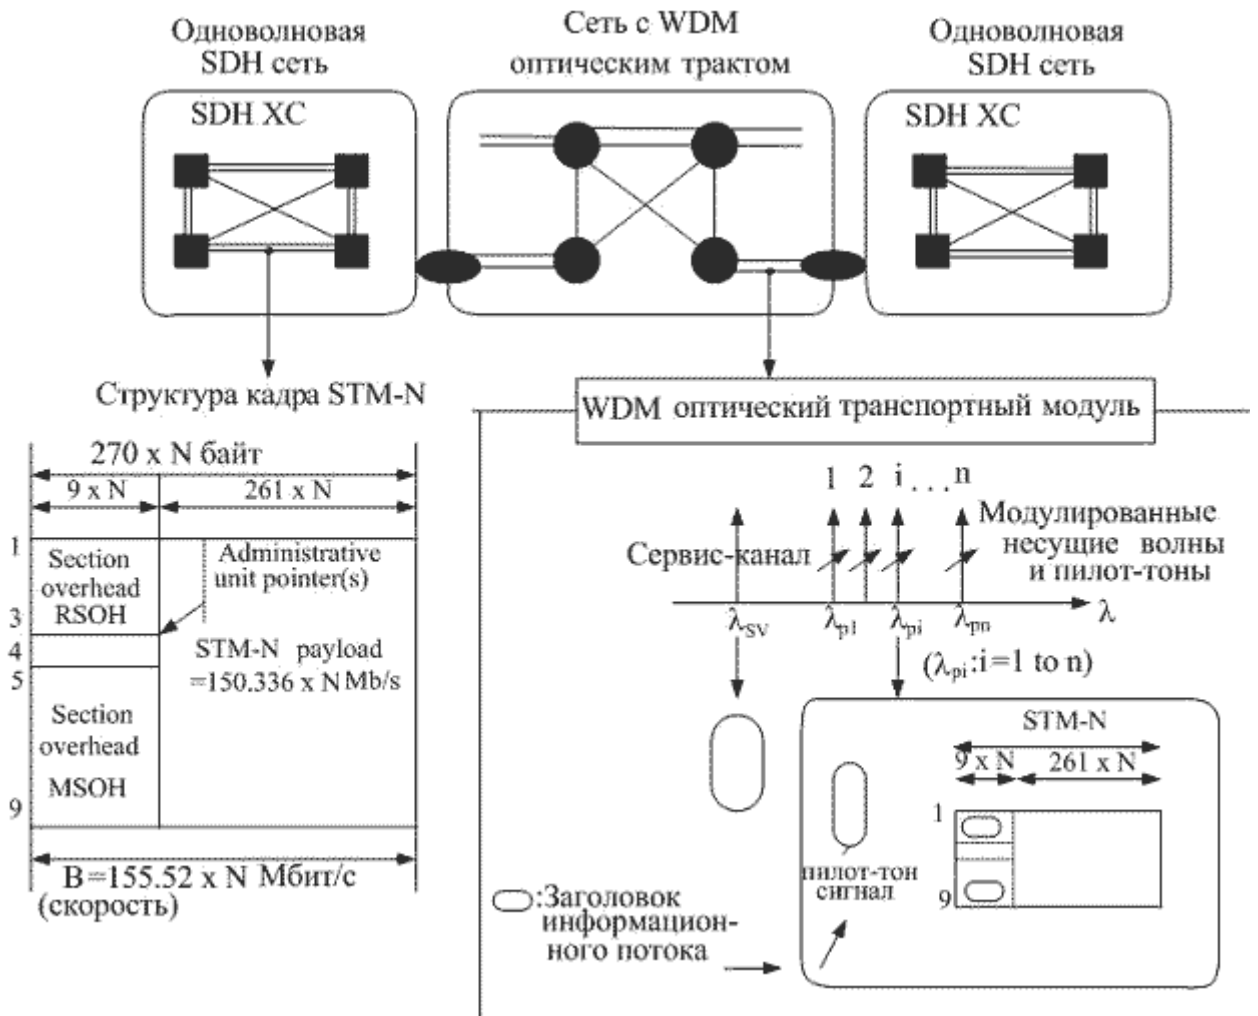 Одноволновая
SDH сеть
Сеть с WDM
оптическим трактом
Одноволновая
SDH сеть
SDH XC
SDH XC
Структура кадра STM-N
270 x N байт
9 x N
261 x N
1
3
4
5
9
Section
overhead
RSOH
Administrative
unit pointer(s)
STM-N payload
=150.336 x N Mb/s
Section
overhead
MSOH
B=155.52 x N Мбит/с
(скорость)
WDM оптический транспортный модуль
1 2 i ... n
Сервис-канал
Модулированные
несущие волны
и пилот-тоны
λSV λp1 λpi λpn λ
(λpi:i=1 to n)
STM-N
9 x N
261 x N
1
9
пилот-тон
сигнал
:Заголовок
информацион-
ного потока